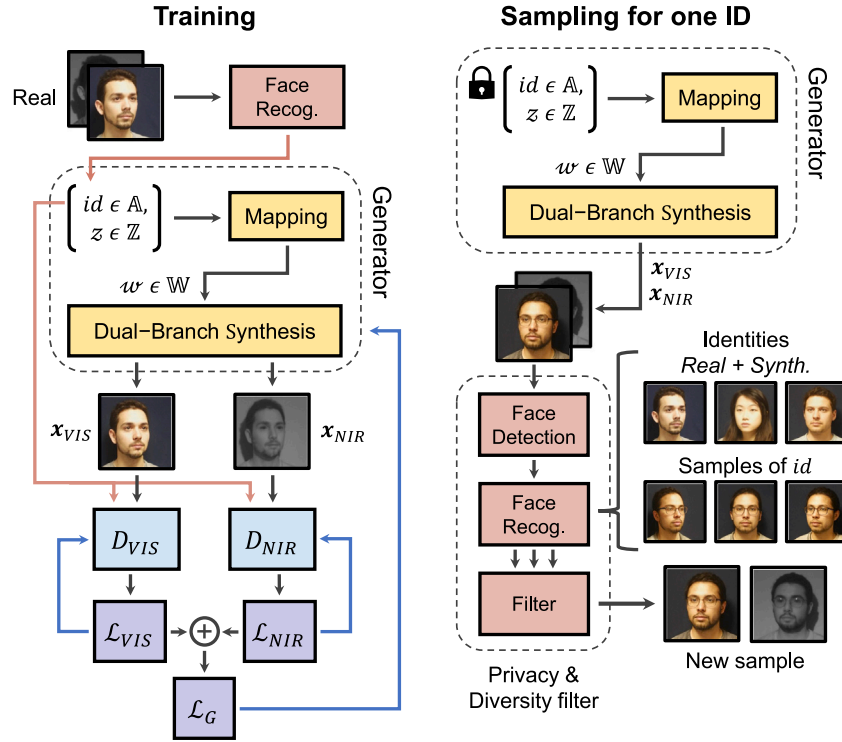 Training
Real
Face
Recog.
id ∈ 𝔸,
z ∈ ℤ
Mapping
Generator
w ∈ 𝕎
Dual–Branch Synthesis
x_VIS
x_NIR
D_VIS
D_NIR
ℒ_VIS
+
ℒ_NIR
ℒ_G
Sampling for one ID
id ∈ 𝔸,
z ∈ ℤ
Mapping
Generator
w ∈ 𝕎
Dual–Branch Synthesis
x_VIS
x_NIR
Identities
Real + Synth.
Face
Detection
Samples of id
Face
Recog.
Filter
New sample
Privacy &
Diversity filter